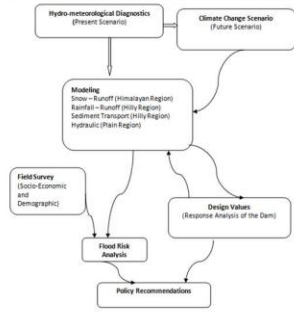 Hydro-meteorological Diagnostics
(Present Scenario)
Climate Change Scenario
(Future Scenario)
Modeling
Snow – Runoff (Himalayan Region)
Rainfall – Runoff (Hilly Region)
Sediment Transport (Hilly Region)
Hydraulic (Plain Region)
Field Survey
(Socio-Economic
and
Demographic)
Design Values
(Response Analysis of the Dam)
Flood Risk
Analysis
Policy Recommendations